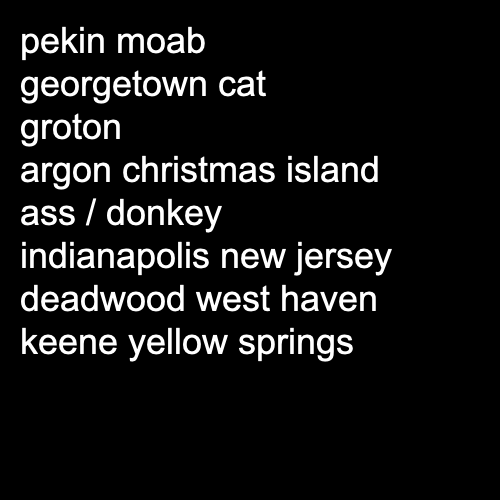 pekin moab
georgetown cat
groton
argon christmas island
ass / donkey
indianapolis new jersey
deadwood west haven
keene yellow springs